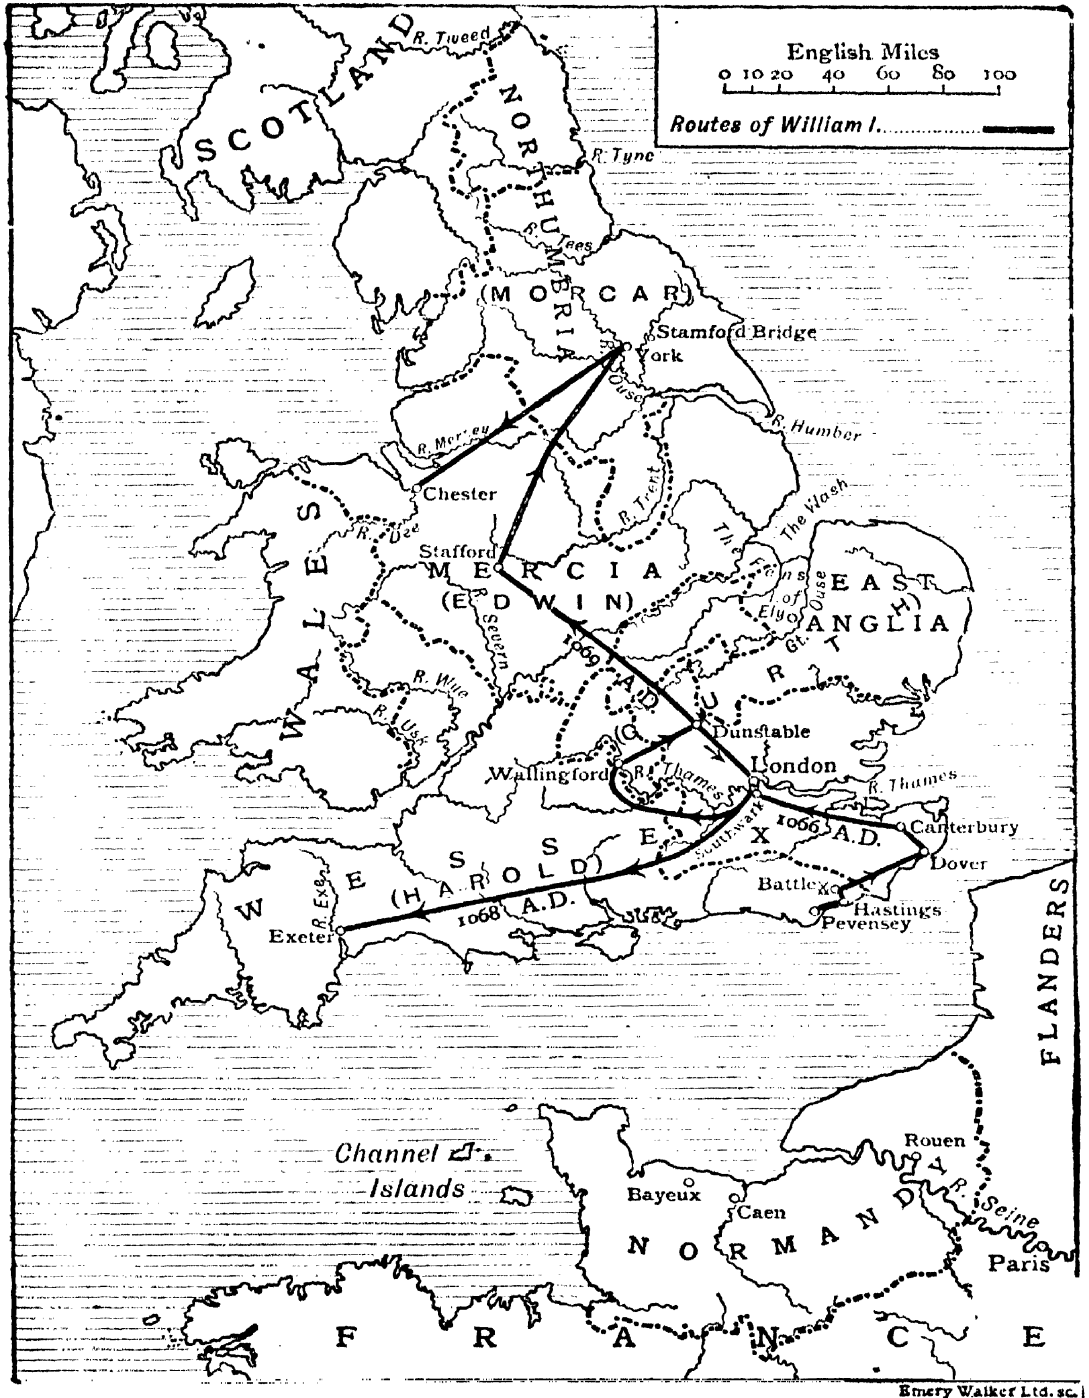 English Miles
0 10 20 40 60 80 100
Routes of William I.
SCOTLAND
R. Tweed
NORTHUMBRIA
R. Tyne
R. Tees
(MORCAR)
Stamford Bridge
York
R. Ouse
R. Humber
R. Mersey
Chester
R. Trent
The Wash
WALES
R. Dee
Stafford
MERCIA
(EDWIN)
The Fens
I. of Ely
Gt. Ouse
EAST
ANGLIA
(GURTH)
R. Severn
1069 A.D.
R. Wye
R. Usk
Dunstable
Wallingford
R. Thames
London
R. Thames
Southwark
1066 A.D.
Canterbury
Dover
WESSEX
(HAROLD)
Battle
Hastings
Pevensey
R. Exe
1068 A.D.
Exeter
FLANDERS
Channel
Islands
Rouen
Bayeux
Caen
R. Seine
NORMANDY
Paris
FRANCE
Emery Walker Ltd. sc.